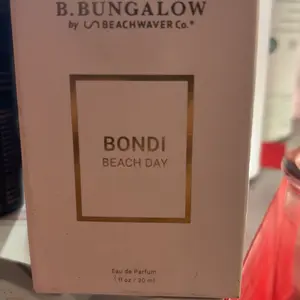 B.BUNGALOW
by BEACHWAVER Co.®
BONDI
BEACH DAY
Eau de Parfum
1 fl oz / 30 ml